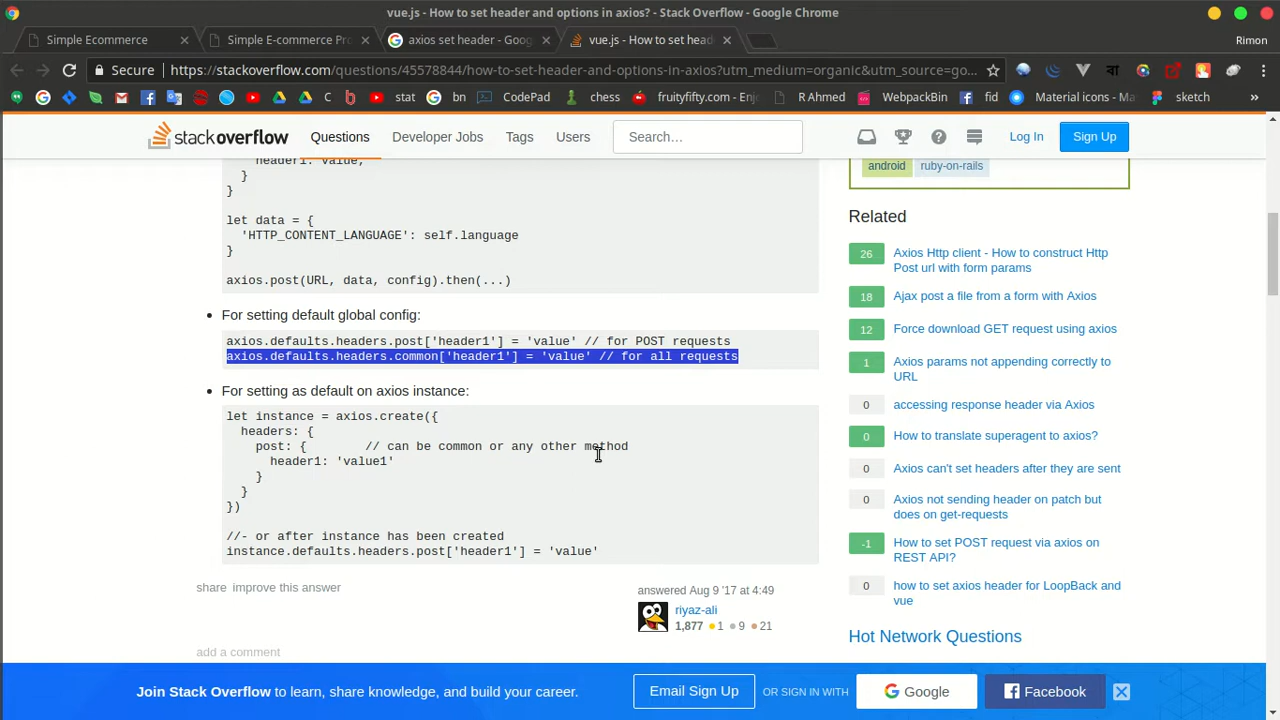 vue.js - How to set header and options in axios? - Stack Overflow - Google Chrome
Simple Ecommerce
Simple E-commerce Pro
axios set header - Goog
vue.js - How to set head
Rimon
Secure https://stackoverflow.com/questions/45578844/how-to-set-header-and-options-in-axios?utm_medium=organic&utm_source=go...
stat
bn
CodePad
chess
fruityfifty.com - Enj
R Ahmed
WebpackBin
fid
Material icons - Ma
sketch
»
stackoverflow
Questions
Developer Jobs
Tags
Users
Search…
Log In
Sign Up
header1: value,
}
}
let data = {
'HTTP_CONTENT_LANGUAGE': self.language
}
axios.post(URL, data, config).then(...)
• For setting default global config:
axios.defaults.headers.post['header1'] = 'value' // for POST requests
axios.defaults.headers.common['header1'] = 'value' // for all requests
• For setting as default on axios instance:
let instance = axios.create({
headers: {
post: { // can be common or any other method
header1: 'value1'
}
}
})
//- or after instance has been created
instance.defaults.headers.post['header1'] = 'value'
share improve this answer
answered Aug 9 '17 at 4:49
riyaz-ali
1,877 ●1 ●9 ●21
add a comment
android ruby-on-rails
Related
26 Axios Http client - How to construct Http
Post url with form params
18 Ajax post a file from a form with Axios
12 Force download GET request using axios
1 Axios params not appending correctly to
URL
0 accessing response header via Axios
0 How to translate superagent to axios?
0 Axios can't set headers after they are sent
0 Axios not sending header on patch but
does on get-requests
-1 How to set POST request via axios on
REST API?
0 how to set axios header for LoopBack and
vue
Hot Network Questions
Join Stack Overflow to learn, share knowledge, and build your career.
Email Sign Up
OR SIGN IN WITH
Google
Facebook